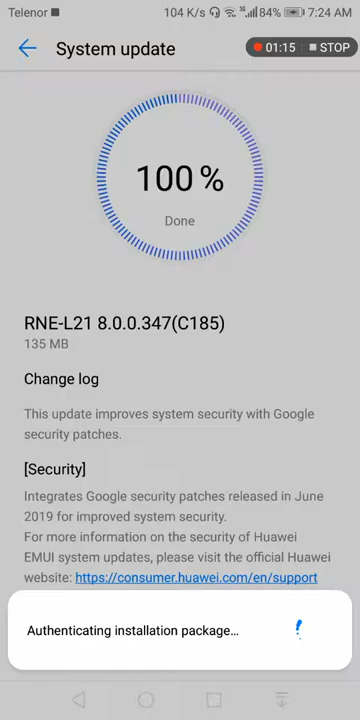 Telenor 104 K/s 84% 7:24 AM
System update 01:15 STOP
100 %
Done
RNE-L21 8.0.0.347(C185)
135 MB
Change log
This update improves system security with Google
security patches.
[Security]
Integrates Google security patches released in June
2019 for improved system security.
For more information on the security of Huawei
EMUI system updates, please visit the official Huawei
website: https://consumer.huawei.com/en/support
Authenticating installation package...